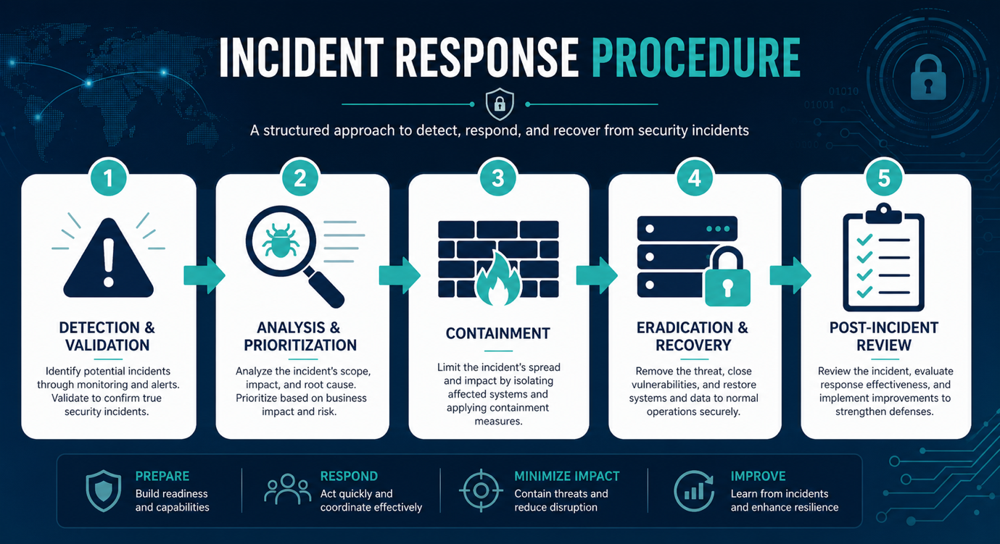 INCIDENT RESPONSE PROCEDURE
A structured approach to detect, respond, and recover from security incidents
01010
01001
1
DETECTION &
VALIDATION
Identify potential incidents
through monitoring and alerts.
Validate to confirm true
security incidents.
2
ANALYSIS &
PRIORITIZATION
Analyze the incident's scope,
impact, and root cause.
Prioritize based on business
impact and risk.
3
CONTAINMENT
Limit the incident's spread
and impact by isolating
affected systems and
applying containment
measures.
4
ERADICATION &
RECOVERY
Remove the threat, close
vulnerabilities, and restore
systems and data to normal
operations securely.
5
POST-INCIDENT
REVIEW
Review the incident, evaluate
response effectiveness, and
implement improvements to
strengthen defenses.
PREPARE
Build readiness
and capabilities
RESPOND
Act quickly and
coordinate effectively
MINIMIZE IMPACT
Contain threats and
reduce disruption
IMPROVE
Learn from incidents
and enhance resilience